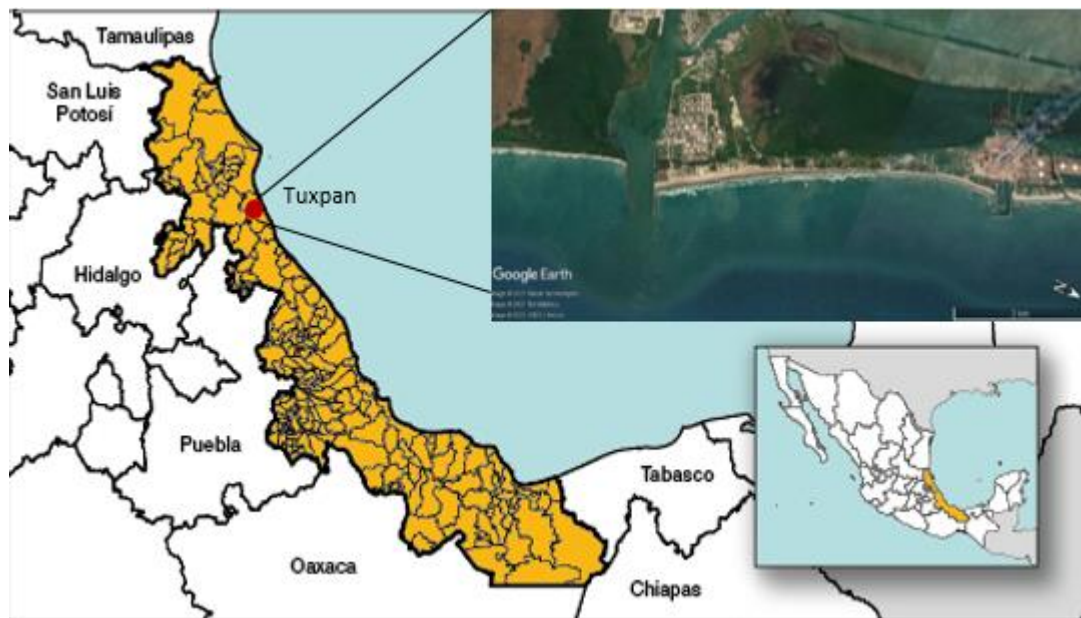 Tamaulipas
San Luis
Potosí
Tuxpan
Hidalgo
Puebla
Tabasco
Oaxaca
Chiapas
Google Earth
N